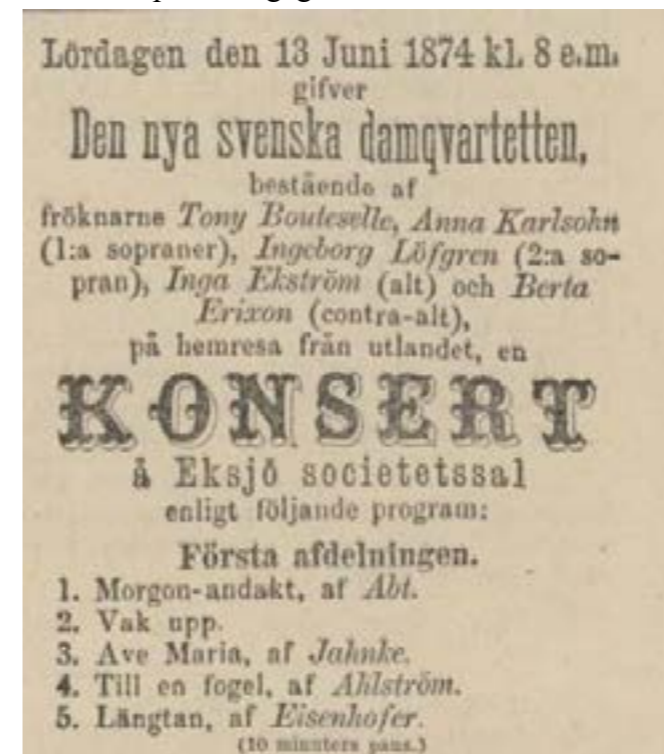 Lördagen den 13 Juni 1874 kl. 8 e.m.
gifver
Den nya svenska damqvartetten,
bestående af
fröknarne Tony Bouteselle, Anna Karlsohn
(1:a sopraner), Ingeborg Löfgren (2:a so-
pran), Inga Ekström (alt) och Berta
Erixon (contra-alt),
på hemresa från utlandet, en
KONSERT
å Eksjö societetssal
enligt följande program:
Första afdelningen.
1. Morgon-andakt, af Abt.
2. Vak upp.
3. Ave Maria, af Jahnke.
4. Till en fogel, af Ahlström.
5. Längtan, af Eisenhofer.
(10 minuters paus.)